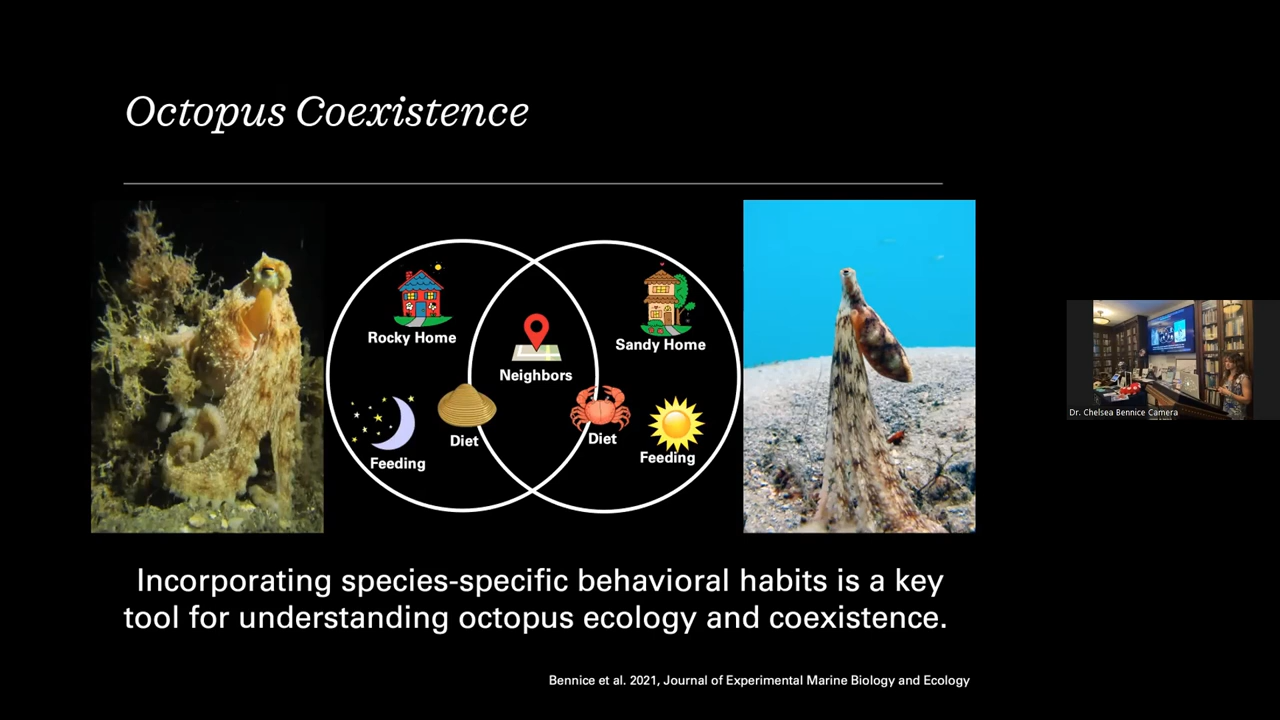 Octopus Coexistence
Rocky Home
Sandy Home
Neighbors
Diet
Diet
Feeding
Feeding
Incorporating species-specific behavioral habits is a key
tool for understanding octopus ecology and coexistence.
Bennice et al. 2021, Journal of Experimental Marine Biology and Ecology
Dr. Chelsea Bennice Camera